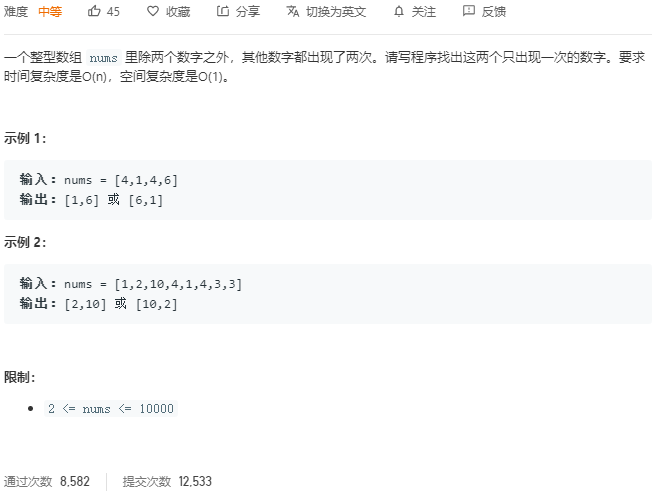 难度 中等 45 收藏 分享 切换为英文 关注 反馈
一个整型数组 nums 里除两个数字之外，其他数字都出现了两次。请写程序找出这两个只出现一次的数字。要求
时间复杂度是O(n)，空间复杂度是O(1)。
示例 1：
输入：nums = [4,1,4,6]
输出：[1,6] 或 [6,1]
示例 2：
输入：nums = [1,2,10,4,1,4,3,3]
输出：[2,10] 或 [10,2]
限制：
• 2 <= nums <= 10000
通过次数 8,582 提交次数 12,533